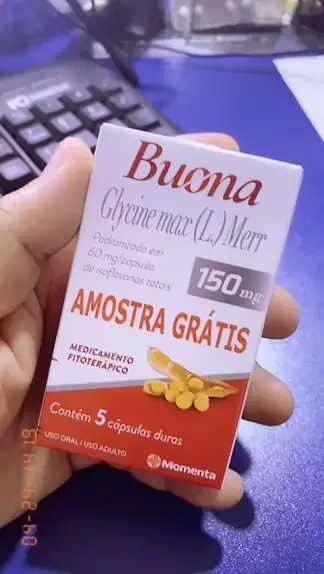 Buona
Glycine max (L.) Merr
Padronizado em
60 mg/cápsula
de isoflavonas totais
150 mg
AMOSTRA GRÁTIS
MEDICAMENTO
FITOTERÁPICO
Contém 5 cápsulas duras
USO ORAL / USO ADULTO
Momenta